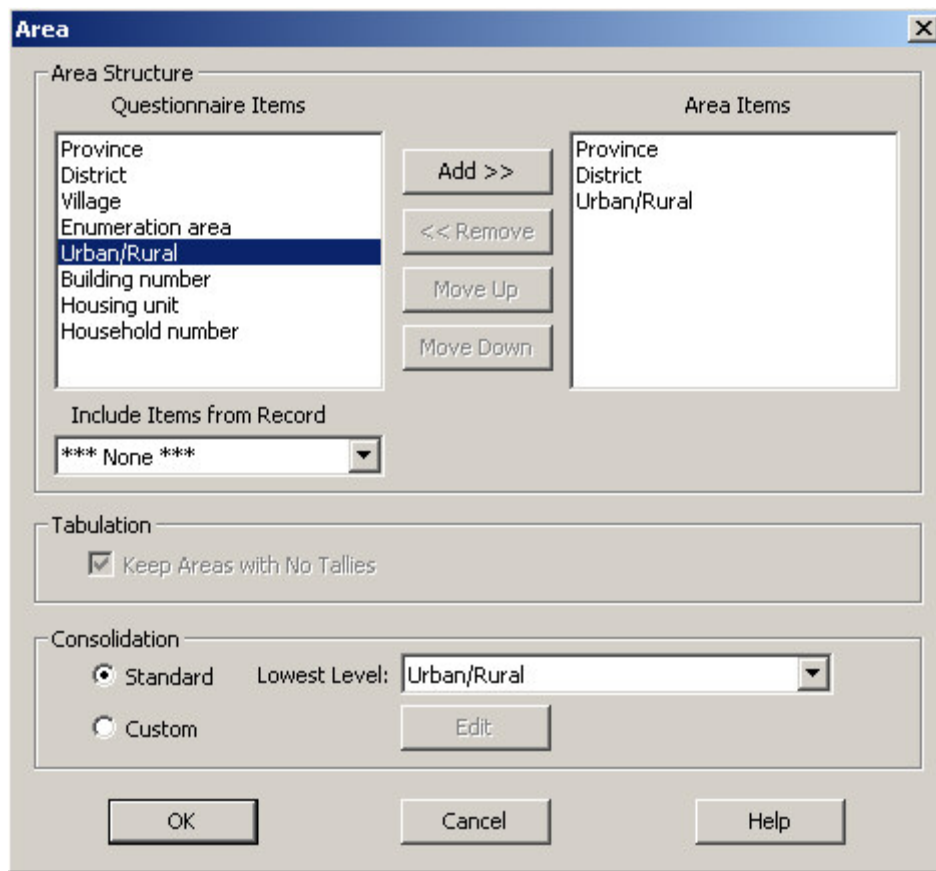 Area
Area Structure
Questionnaire Items
Area Items
Province
District
Village
Enumeration area
Urban/Rural
Building number
Housing unit
Household number
Add >>
<< Remove
Move Up
Move Down
Province
District
Urban/Rural
Include Items from Record
*** None ***
Tabulation
Keep Areas with No Tallies
Consolidation
Standard
Lowest Level:
Urban/Rural
Custom
Edit
OK
Cancel
Help